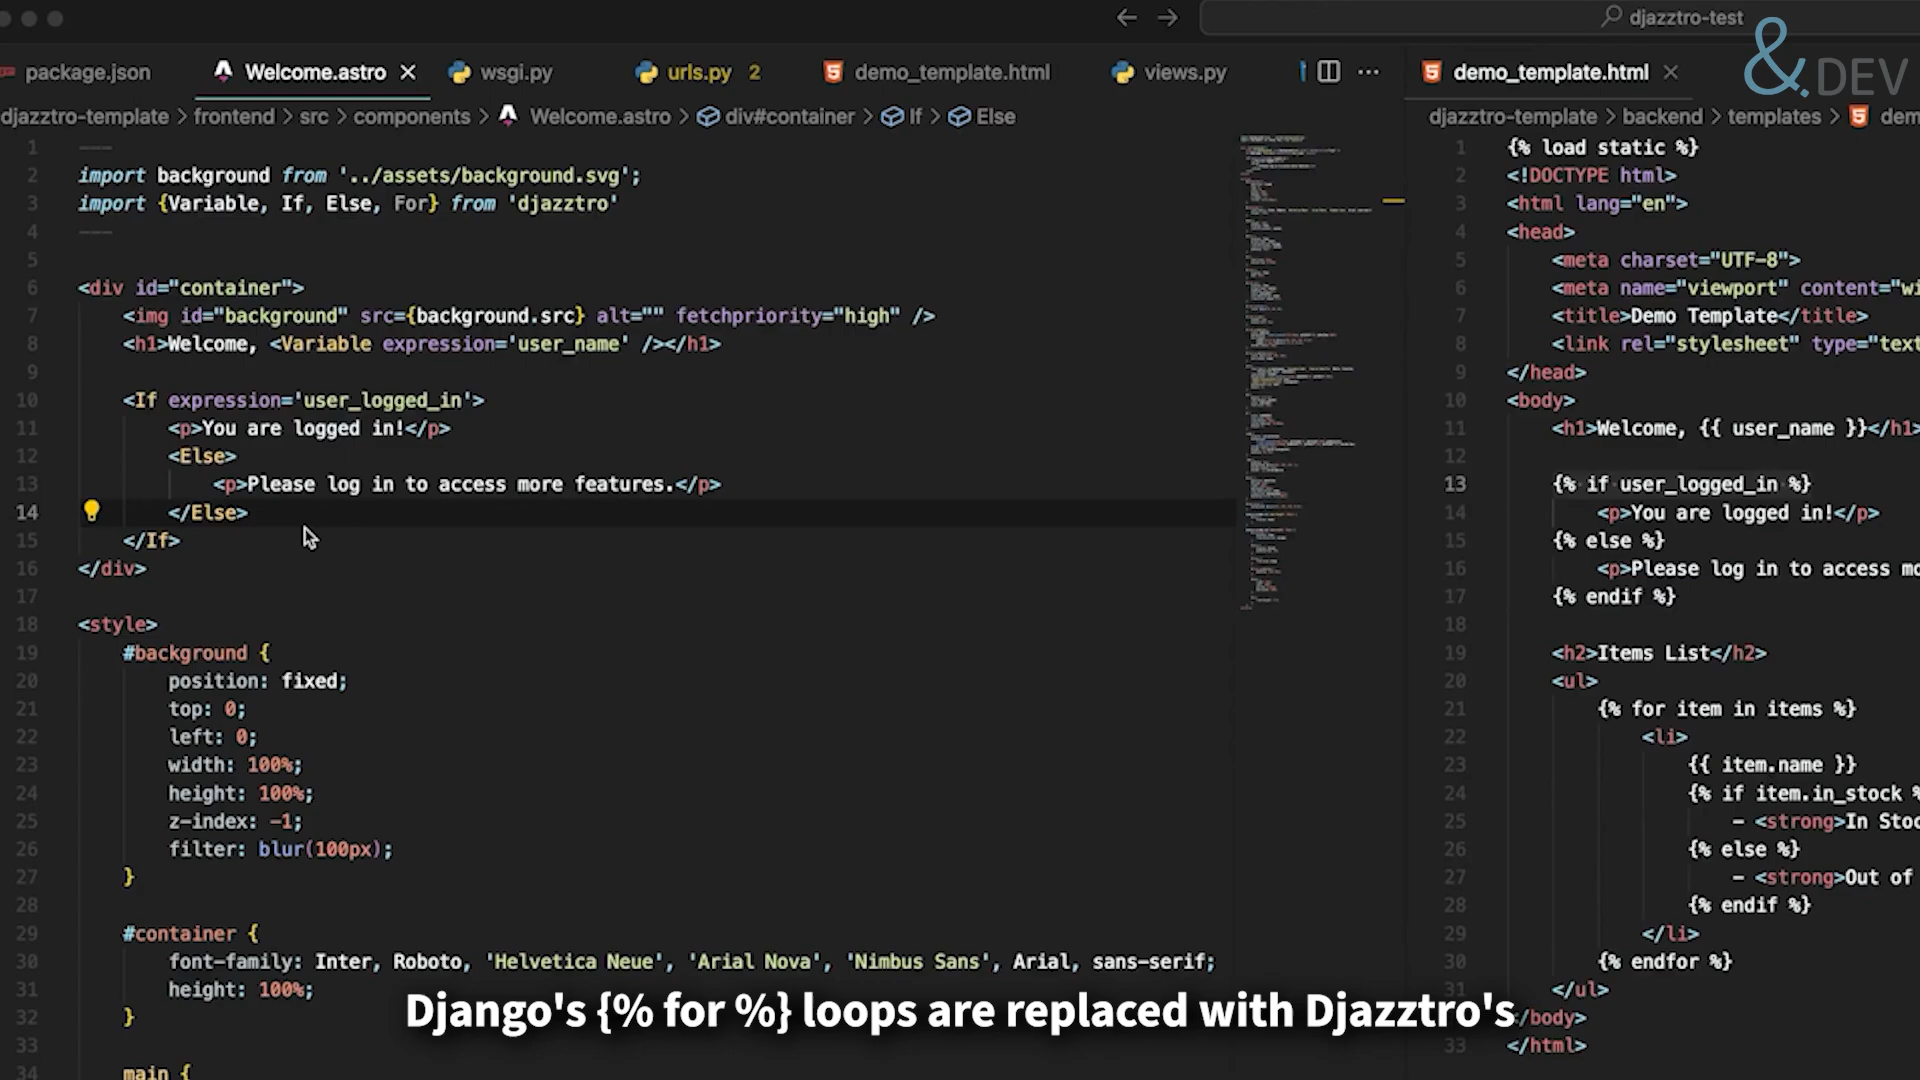 djazztro-test
&.DEV
package.json
Welcome.astro
wsgi.py
urls.py 2
demo_template.html
views.py
demo_template.html
djazztro-template > frontend > src > components > Welcome.astro > div#container > If > Else
1 ---
2 import background from '../assets/background.svg';
3 import {Variable, If, Else, For} from 'djazztro'
4 ---
5
6 <div id="container">
7 <img id="background" src={background.src} alt="" fetchpriority="high" />
8 <h1>Welcome, <Variable expression='user_name' /></h1>
9
10 <If expression='user_logged_in'>
11 <p>You are logged in!</p>
12 <Else>
13 <p>Please log in to access more features.</p>
14 </Else>
15 </If>
16 </div>
17
18 <style>
19 #background {
20 position: fixed;
21 top: 0;
22 left: 0;
23 width: 100%;
24 height: 100%;
25 z-index: -1;
26 filter: blur(100px);
27 }
28
29 #container {
30 font-family: Inter, Roboto, 'Helvetica Neue', 'Arial Nova', 'Nimbus Sans', Arial, sans-serif;
31 height: 100%;
32 }
33
34 main {
djazztro-template > backend > templates > dem
1 {% load static %}
2 <!DOCTYPE html>
3 <html lang="en">
4 <head>
5 <meta charset="UTF-8">
6 <meta name="viewport" content="wi
7 <title>Demo Template</title>
8 <link rel="stylesheet" type="text
9 </head>
10 <body>
11 <h1>Welcome, {{ user_name }}</h1>
12
13 {% if user_logged_in %}
14 <p>You are logged in!</p>
15 {% else %}
16 <p>Please log in to access mo
17 {% endif %}
18
19 <h2>Items List</h2>
20 <ul>
21 {% for item in items %}
22 <li>
23 {{ item.name }}
24 {% if item.in_stock %
25 - <strong>In Stoc
26 {% else %}
27 - <strong>Out of
28 {% endif %}
29 </li>
30 {% endfor %}
31 </ul>
/body>
33 </html>
Django's {% for %} loops are replaced with Djazztro's